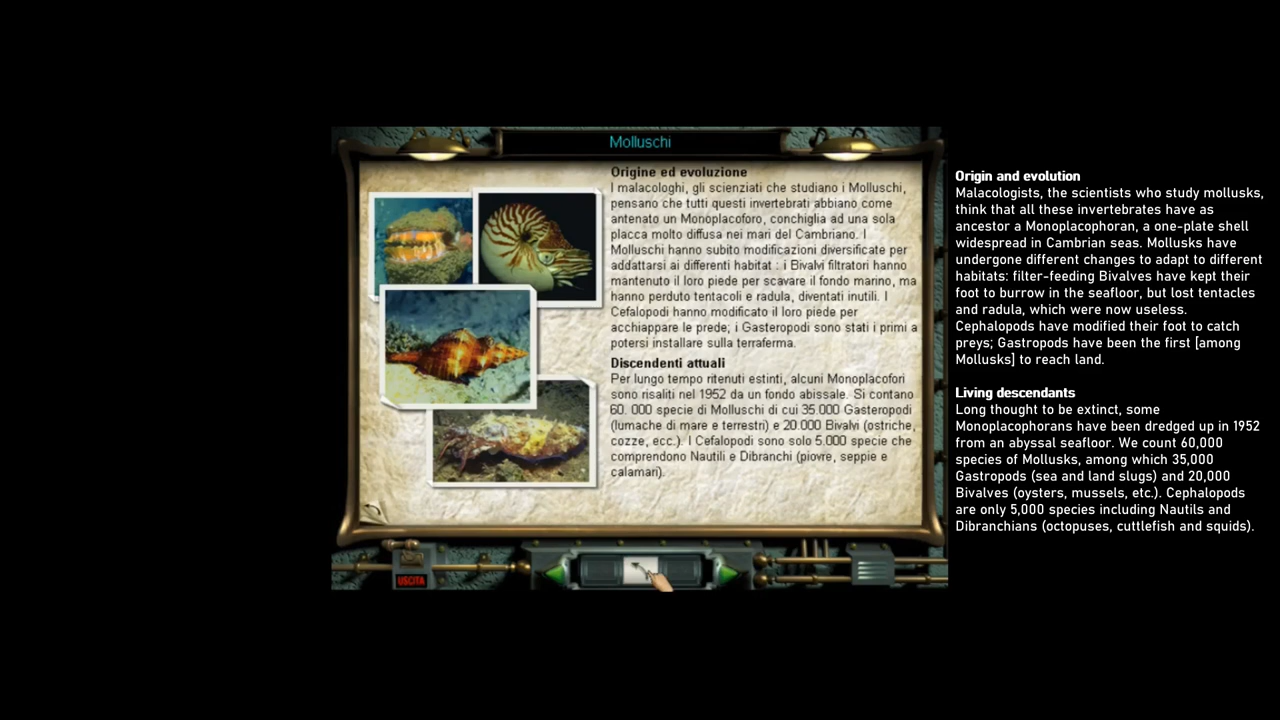 Molluschi
Origine ed evoluzione
I malacologhi, gli scienziati che studiano i Molluschi,
pensano che tutti questi invertebrati abbiano come
antenato un Monoplacoforo, conchiglia ad una sola
placca molto diffusa nei mari del Cambriano. I
Molluschi hanno subito modificazioni diversificate per
addattarsi ai differenti habitat : i Bivalvi filtratori hanno
mantenuto il loro piede per scavare il fondo marino, ma
hanno perduto tentacoli e radula, diventati inutili. I
Cefalopodi hanno modificato il loro piede per
acchiappare le prede; i Gasteropodi sono stati i primi a
potersi installare sulla terraferma.
Discendenti attuali
Per lungo tempo ritenuti estinti, alcuni Monoplacofori
sono risaliti nel 1952 da un fondo abissale. Si contano
60. 000 specie di Molluschi di cui 35.000 Gasteropodi
(lumache di mare e terrestri) e 20.000 Bivalvi (ostriche,
cozze, ecc.). I Cefalopodi sono solo 5.000 specie che
comprendono Nautili e Dibranchi (piovre, seppie e
calamari).
USCITA
Origin and evolution
Malacologists, the scientists who study mollusks,
think that all these invertebrates have as
ancestor a Monoplacophoran, a one-plate shell
widespread in Cambrian seas. Mollusks have
undergone different changes to adapt to different
habitats: filter-feeding Bivalves have kept their
foot to burrow in the seafloor, but lost tentacles
and radula, which were now useless.
Cephalopods have modified their foot to catch
preys; Gastropods have been the first [among
Mollusks] to reach land.
Living descendants
Long thought to be extinct, some
Monoplacophorans have been dredged up in 1952
from an abyssal seafloor. We count 60,000
species of Mollusks, among which 35,000
Gastropods (sea and land slugs) and 20,000
Bivalves (oysters, mussels, etc.). Cephalopods
are only 5,000 species including Nautils and
Dibranchians (octopuses, cuttlefish and squids).